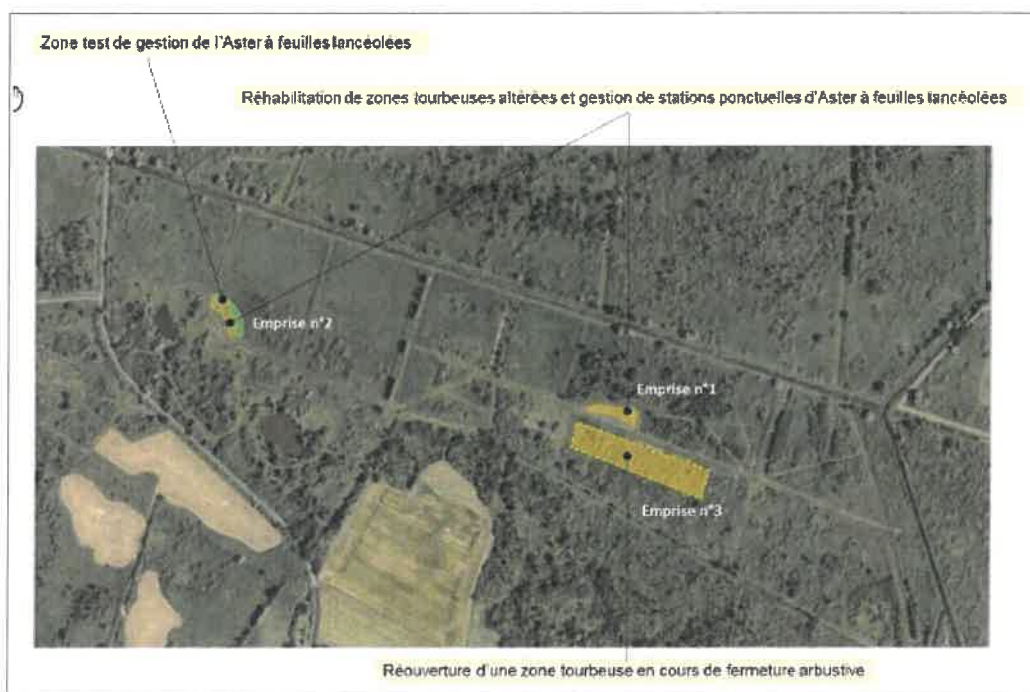 Zone test de gestion de l'Aster à feuilles lancéolées
Réhabilitation de zones tourbeuses altérées et gestion de stations ponctuelles d'Aster à feuilles lancéolées
Emprise n°2
Emprise n°1
Emprise n°3
Réouverture d'une zone tourbeuse en cours de fermeture arbustive